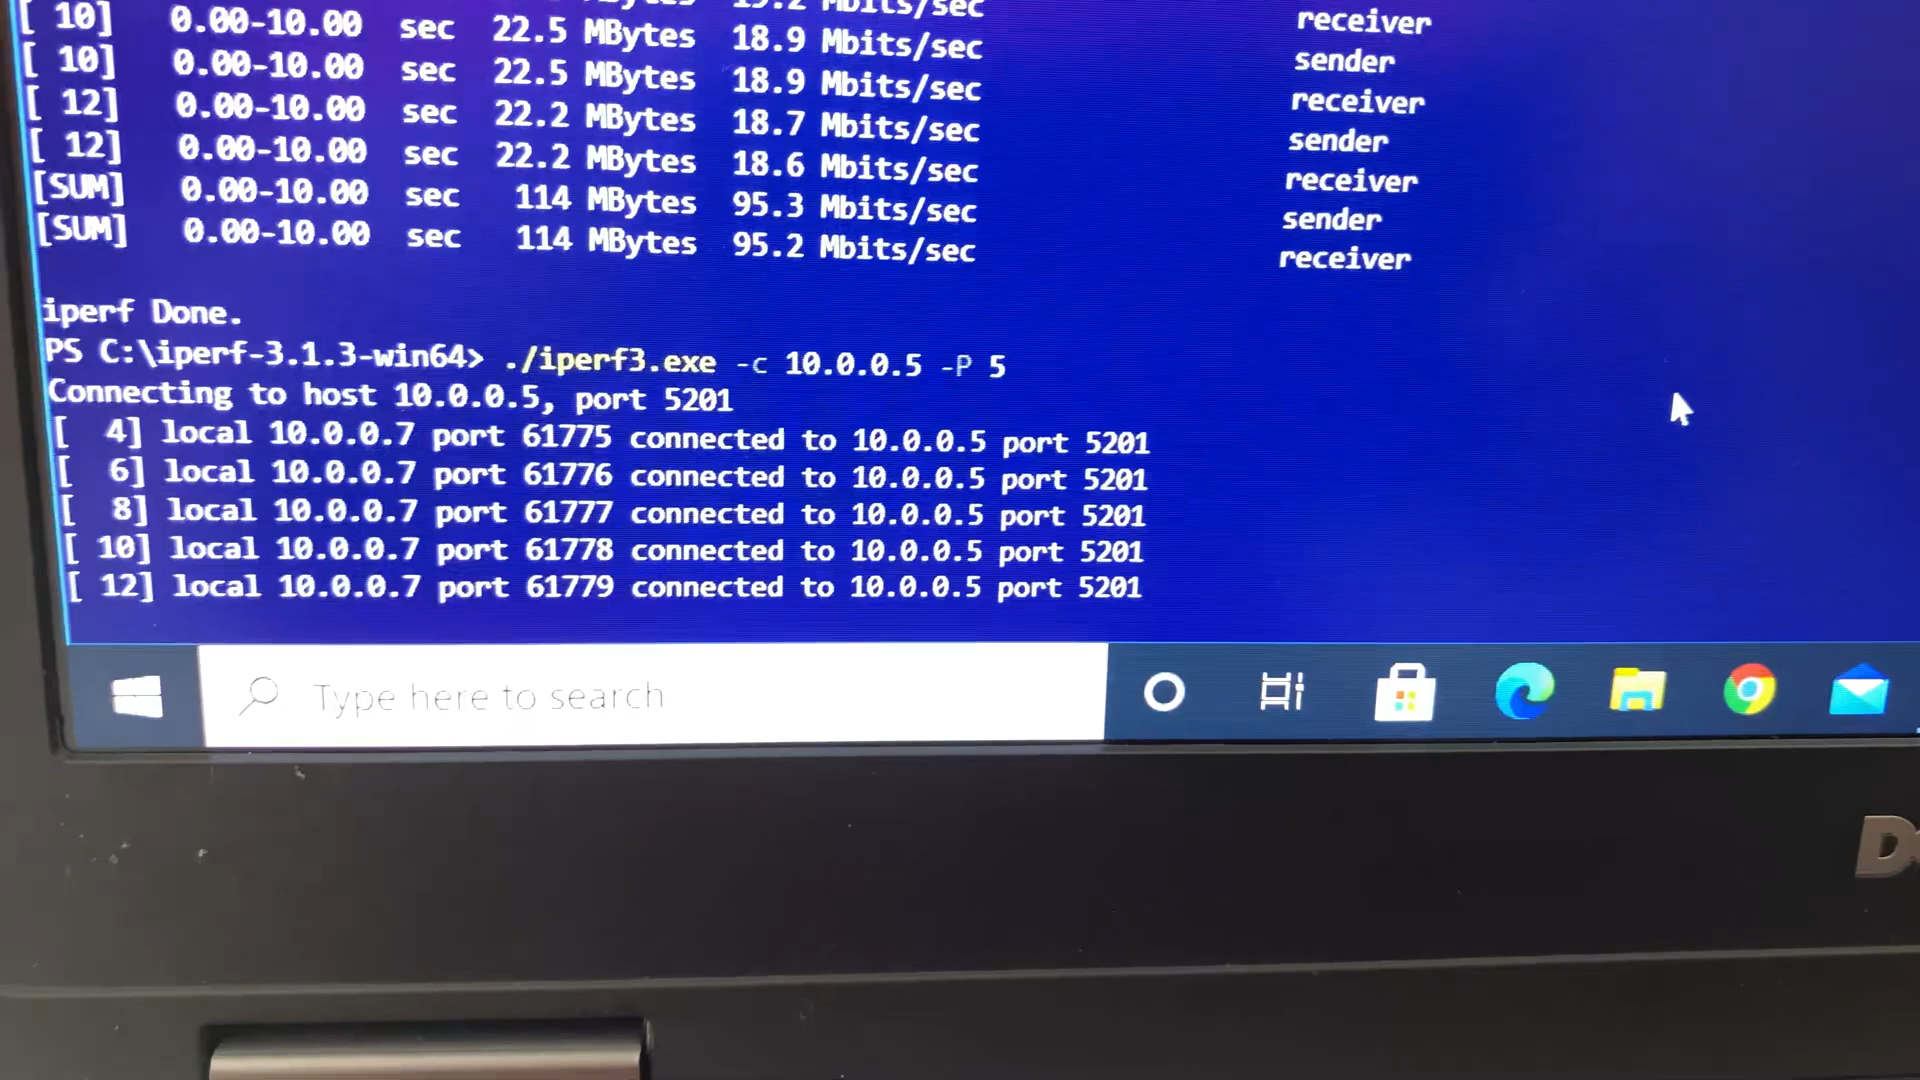 19.2 Mbits/sec receiver
[ 10] 0.00-10.00 sec 22.5 MBytes 18.9 Mbits/sec sender
[ 10] 0.00-10.00 sec 22.5 MBytes 18.9 Mbits/sec receiver
[ 12] 0.00-10.00 sec 22.2 MBytes 18.7 Mbits/sec sender
[ 12] 0.00-10.00 sec 22.2 MBytes 18.6 Mbits/sec receiver
[SUM] 0.00-10.00 sec 114 MBytes 95.3 Mbits/sec sender
[SUM] 0.00-10.00 sec 114 MBytes 95.2 Mbits/sec receiver
iperf Done.
PS C:\iperf-3.1.3-win64> ./iperf3.exe -c 10.0.0.5 -P 5
Connecting to host 10.0.0.5, port 5201
[ 4] local 10.0.0.7 port 61775 connected to 10.0.0.5 port 5201
[ 6] local 10.0.0.7 port 61776 connected to 10.0.0.5 port 5201
[ 8] local 10.0.0.7 port 61777 connected to 10.0.0.5 port 5201
[ 10] local 10.0.0.7 port 61778 connected to 10.0.0.5 port 5201
[ 12] local 10.0.0.7 port 61779 connected to 10.0.0.5 port 5201
Type here to search